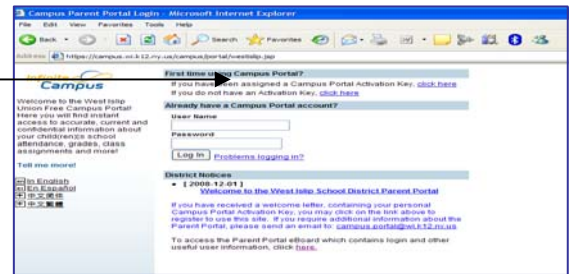 Campus Parent Portal Login - Microsoft Internet Explorer
File Edit View Favorites Tools Help
Back Search Favorites
Address https://campus.wi.k12.ny.us/campus/portal/westislip.jsp
Infinite
Campus
Welcome to the West Islip
Union Free Campus Portal!
Here you will find instant
access to accurate, current and
confidential information about
your child(ren)s school
attendance, grades, class
assignments and more!
Tell me more!
In English
En Español
中文简体
中文繁體
First time using Campus Portal?
If you have been assigned a Campus Portal Activation Key, click here
If you do not have an Activation Key, click here
Already have a Campus Portal account?
User Name
Password
Log In Problems logging in?
District Notices
• [ 2008-12-01 ]
Welcome to the West Islip School District Parent Portal
If you have received a welcome letter, containing your personal
Campus Portal Activation Key, you may click on the link above to
register to use this site. If you require additional information about the
Parent Portal, please send an email to: campus.portal@wi.k12.ny.us
To access the Parent Portal eBoard which contains login and other
useful user information, click here.